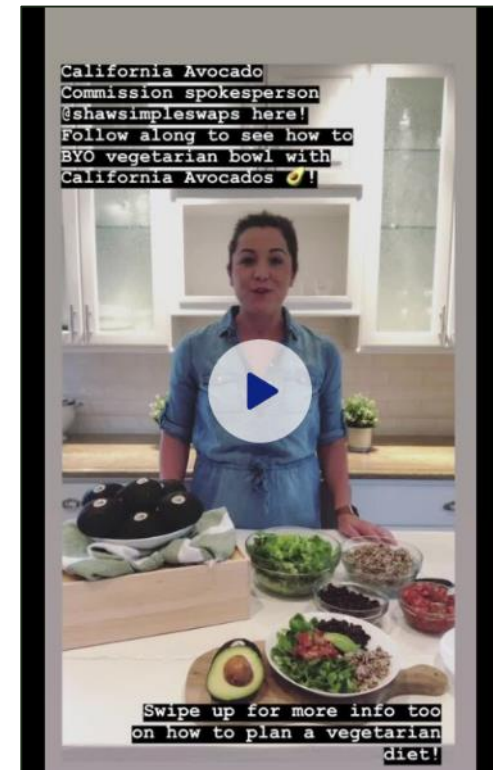 California Avocado
Commission spokesperson
@shawsimpleswaps here!
Follow along to see how to
BYO vegetarian bowl with
California Avocados 🥑!
Swipe up for more info too
on how to plan a vegetarian
diet!